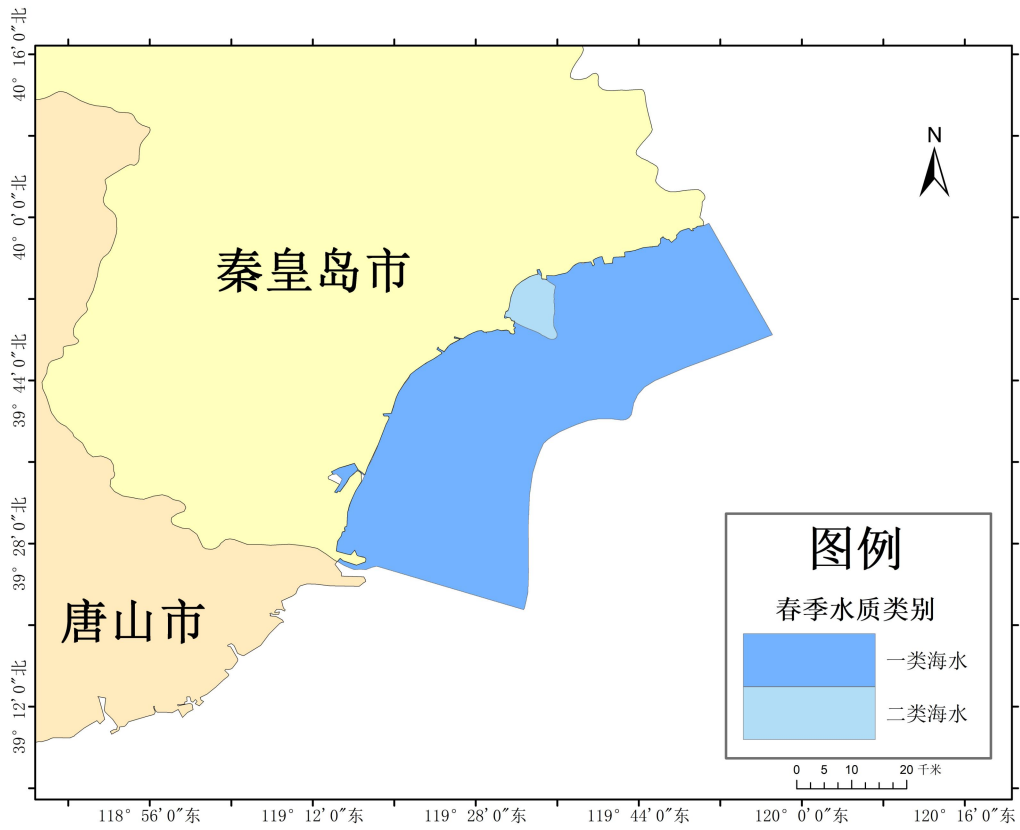 40° 16′0″北
40° 0′0″北
39° 44′0″北
39° 28′0″北
39° 12′0″北
N
秦皇岛市
唐山市
图例
春季水质类别
一类海水
二类海水
0 5 10 20 千米
118° 56′0″东 119° 12′0″东 119° 28′0″东 119° 44′0″东 120° 0′0″东 120° 16′0″东